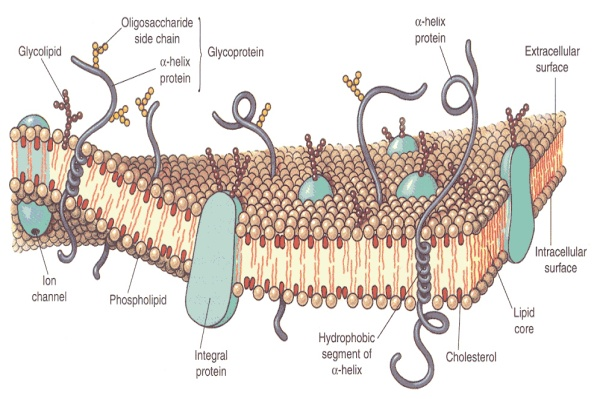 Oligosaccharide
side chain
Glycolipid
α-helix
protein
Glycoprotein
α-helix
protein
Extracellular
surface
Ion
channel
Phospholipid
Integral
protein
Hydrophobic
segment of
α-helix
Cholesterol
Lipid
core
Intracellular
surface